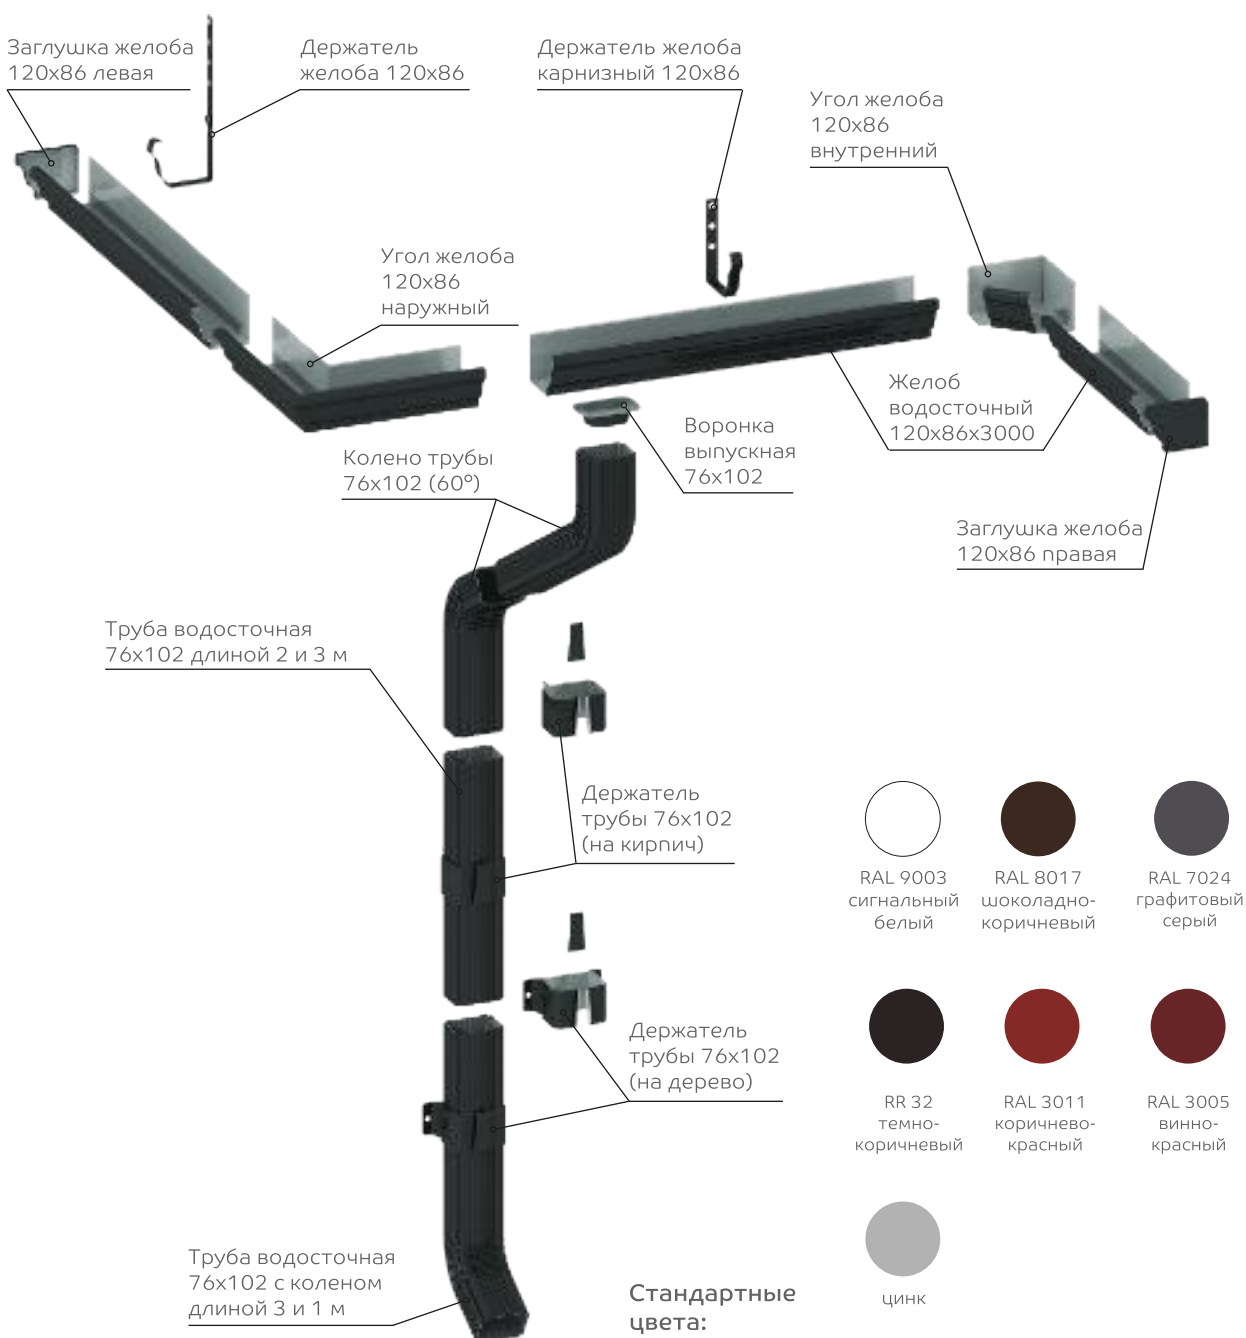 Заглушка желоба
120x86 левая
Держатель
желоба 120x86
Держатель желоба
карнизный 120x86
Угол желоба
120x86
внутренний
Угол желоба
120x86
наружный
Желоб
водосточный
120x86x3000
Воронка
выпускная
76x102
Колено трубы
76x102 (60°)
Заглушка желоба
120x86 правая
Труба водосточная
76x102 длиной 2 и 3 м
Держатель
трубы 76x102
(на кирпич)
Держатель
трубы 76x102
(на дерево)
Труба водосточная
76x102 с коленом
длиной 3 и 1 м
Стандартные
цвета:
RAL 9003
сигнальный
белый
RAL 8017
шоколадно-
коричневый
RAL 7024
графитовый
серый
RR 32
темно-
коричневый
RAL 3011
коричнево-
красный
RAL 3005
винно-
красный
цинк